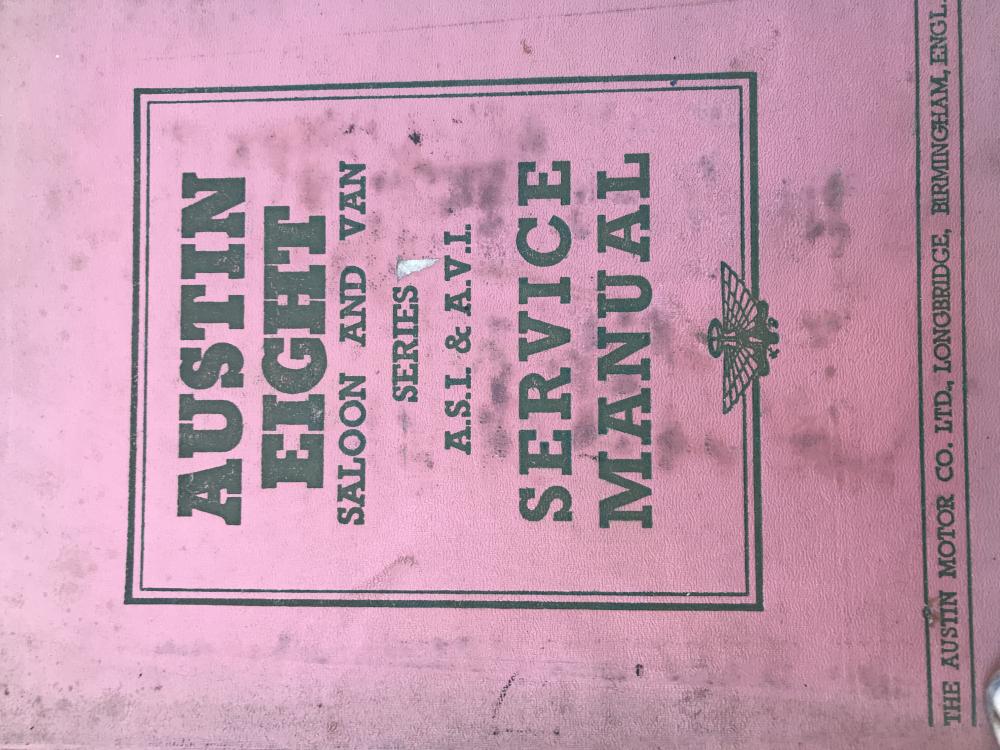 AUSTIN
EIGHT
SALOON AND VAN
SERIES
A.S.1. & A.V.1.
SERVICE
MANUAL
THE AUSTIN MOTOR CO. LTD., LONGBRIDGE, BIRMINGHAM, ENGL.